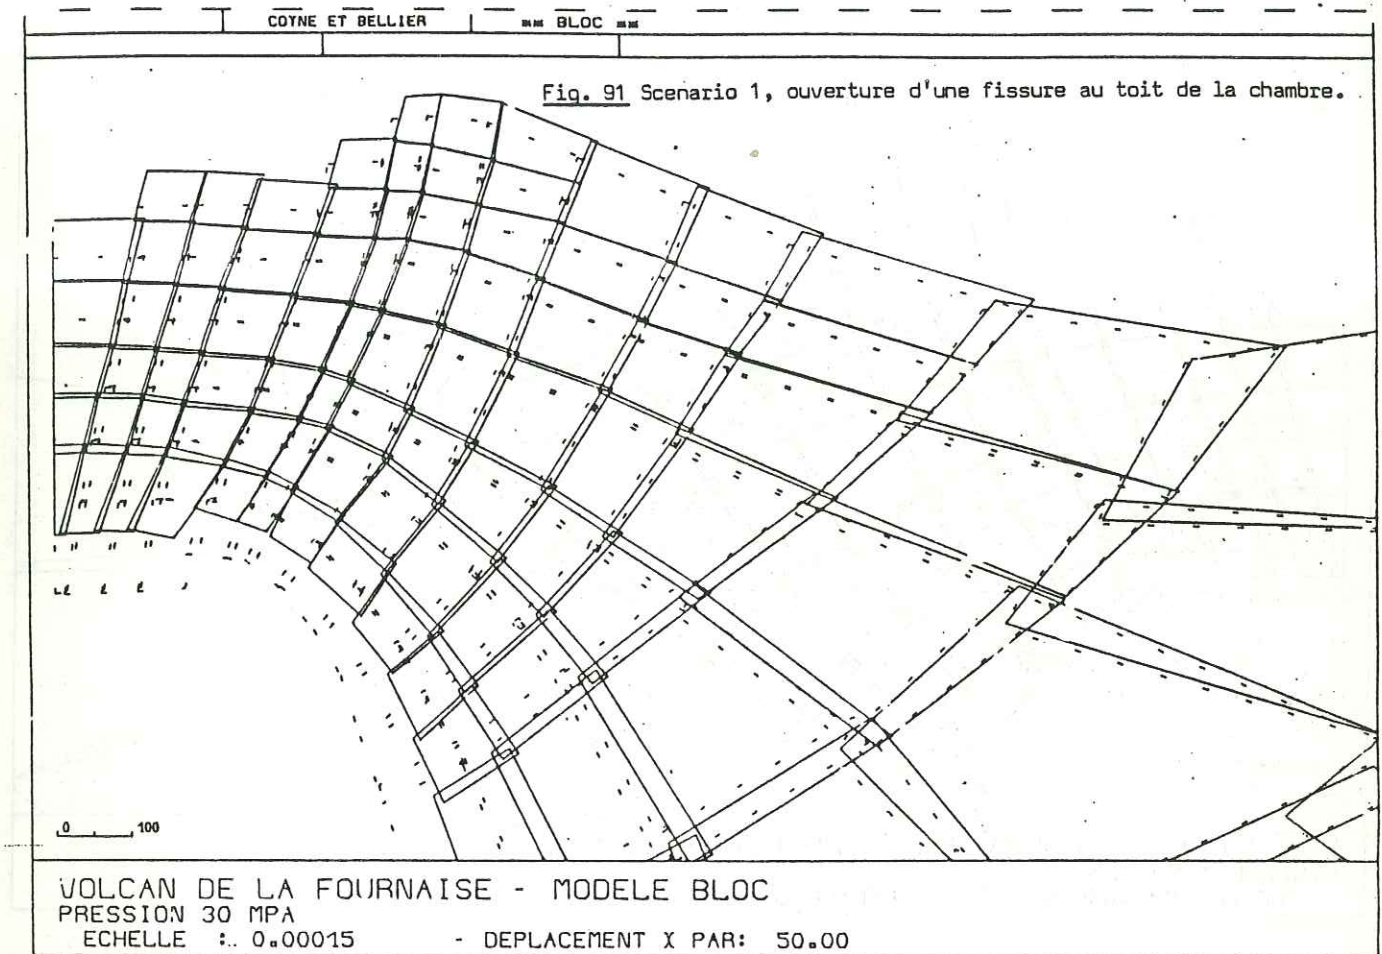 COYNE ET BELLIER ** BLOC **
Fig. 91 Scenario 1, ouverture d'une fissure au toit de la chambre.
0 100
VOLCAN DE LA FOURNAISE - MODELE BLOC
PRESSION 30 MPA
ECHELLE :. 0.00015 - DEPLACEMENT X PAR: 50.00